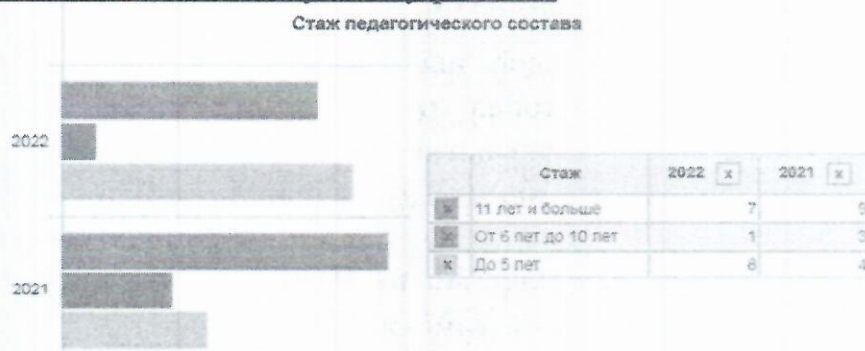 Стаж педагогического состава
2022
2021
Стаж 2022 x 2021 x
x 11 лет и больше 7 9
x От 6 лет до 10 лет 1 3
x До 5 лет 8 4